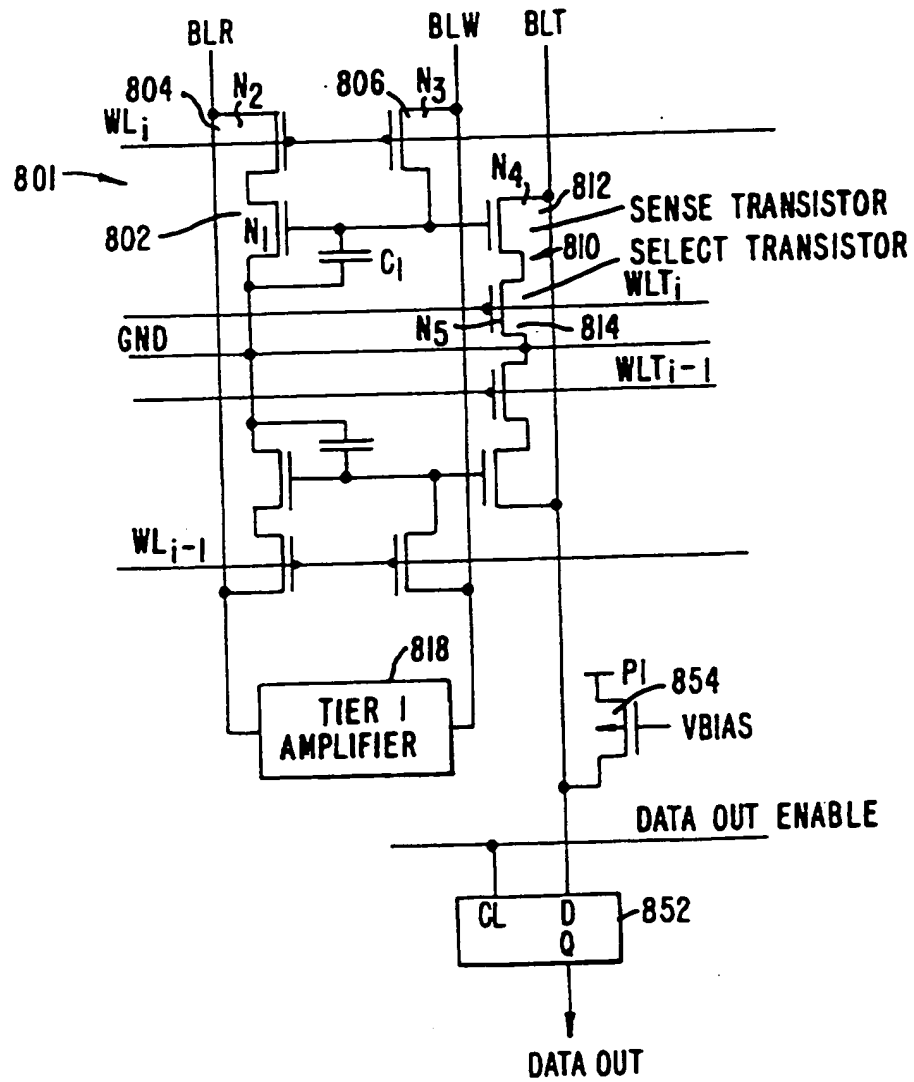 BLR
BLW
BLT
804
N2
806
N3
WLi
801
N4
812
802
N1
SENSE TRANSISTOR
C1
810
SELECT TRANSISTOR
WLTi
GND
N5
814
WLTi-1
WLi-1
818
TIER 1
AMPLIFIER
P1
854
VBIAS
DATA OUT ENABLE
CL
D
852
Q
DATA OUT